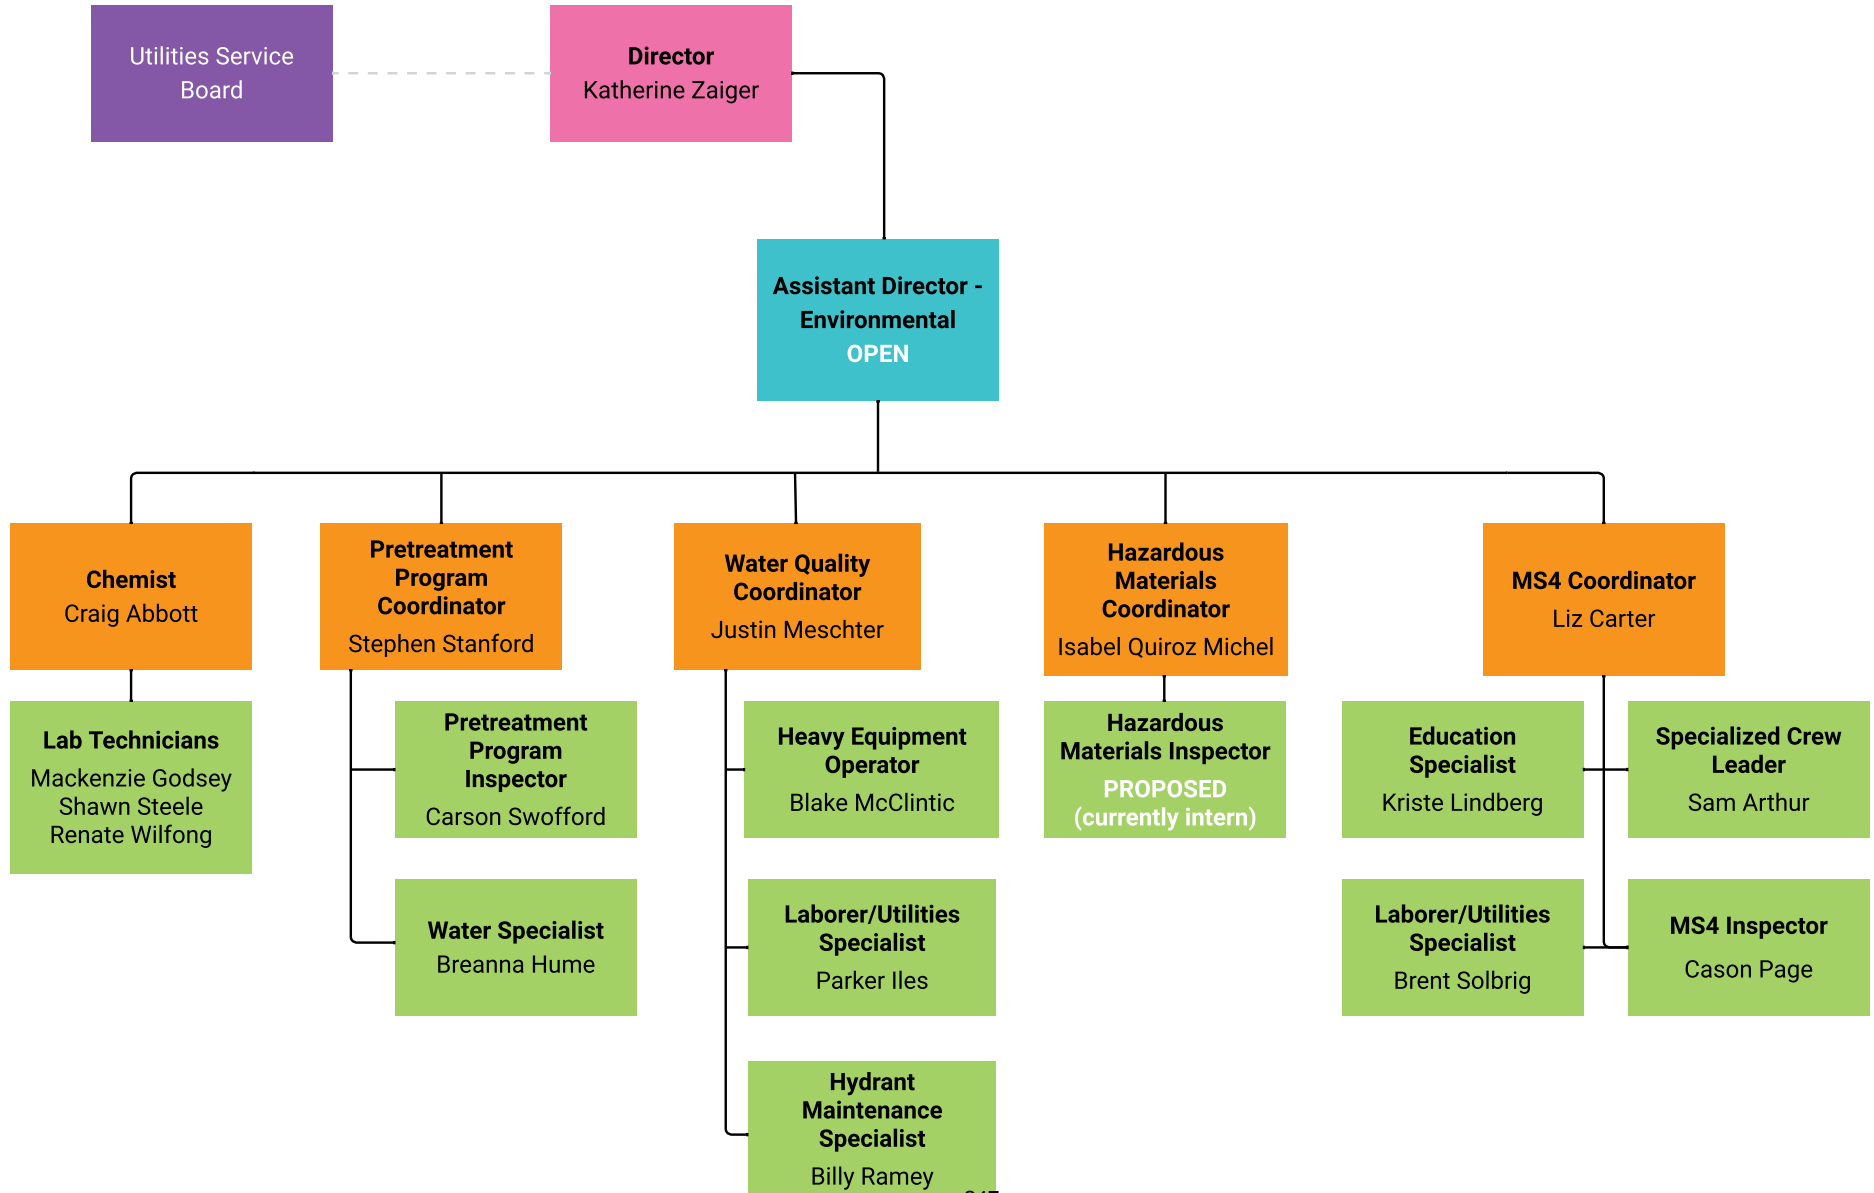 Utilities Service
Board
Director
Katherine Zaiger
Assistant Director -
Environmental
OPEN
Chemist
Craig Abbott
Pretreatment
Program
Coordinator
Stephen Stanford
Water Quality
Coordinator
Justin Meschter
Hazardous
Materials
Coordinator
Isabel Quiroz Michel
MS4 Coordinator
Liz Carter
Lab Technicians
Mackenzie Godsey
Shawn Steele
Renate Wilfong
Pretreatment
Program
Inspector
Carson Swofford
Heavy Equipment
Operator
Blake McClintic
Hazardous
Materials Inspector
PROPOSED
(currently intern)
Education
Specialist
Kriste Lindberg
Specialized Crew
Leader
Sam Arthur
Water Specialist
Breanna Hume
Laborer/Utilities
Specialist
Parker Iles
Laborer/Utilities
Specialist
Brent Solbrig
MS4 Inspector
Cason Page
Hydrant
Maintenance
Specialist
Billy Ramey